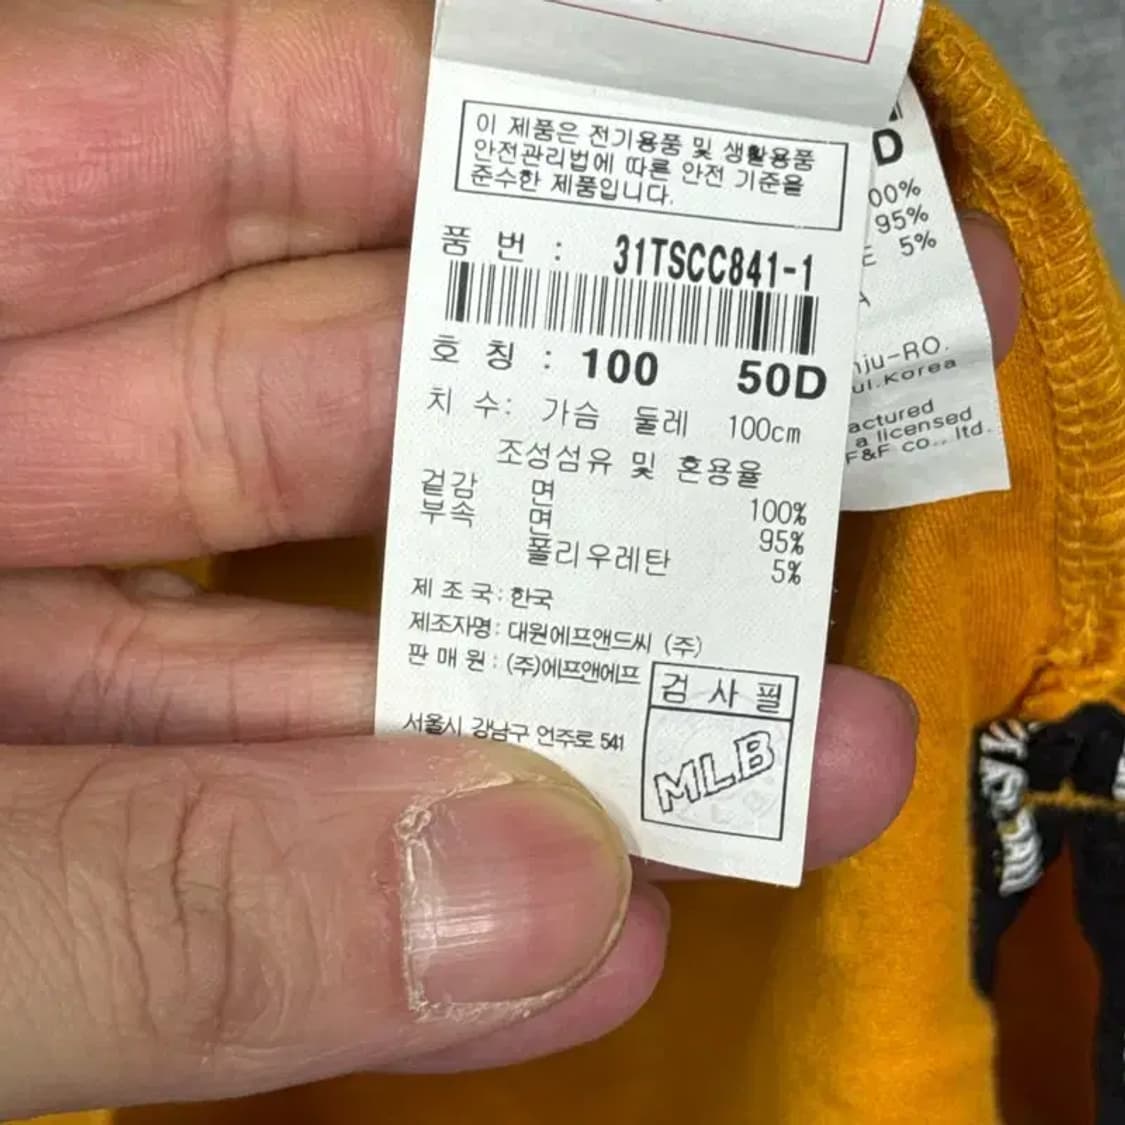 이 제품은 전기용품 및 생활용품
안전관리법에 따른 안전 기준을
준수한 제품입니다.
품 번 : 31TSCC841-1
호 칭 : 100 50D
치 수: 가슴 둘레 100cm
조성섬유 및 혼용율
겉감 면 100%
부속 면 95%
폴리우레탄 5%
제 조 국 : 한국
제조자명 : 대원에프앤드씨 (주)
판 매 원 : (주)에프앤에프
서울시 강남구 언주로 541
검 사 필
MLB
D
00%
95%
E 5%
A
ju-RO.
ul.Korea
actured
a licensed
F&F co., ltd.